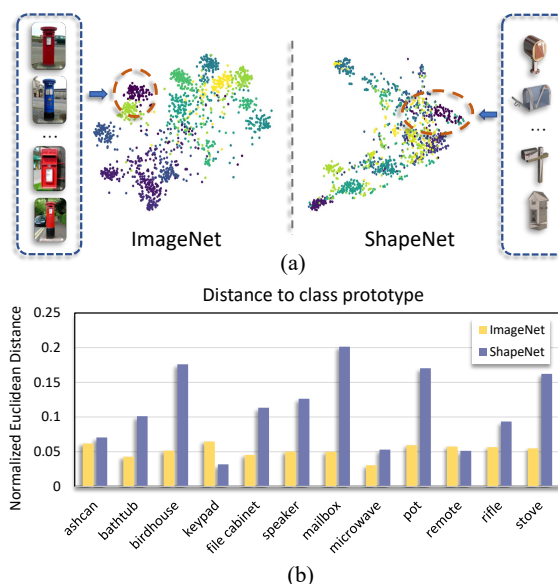 ...
...
ImageNet
ShapeNet
(a)
Distance to class prototype
Normalized Euclidean Distance
0.25
0.2
0.15
0.1
0.05
0
ImageNet
ShapeNet
ashcan
bathtub
birdhouse
keypad
file cabinet
speaker
mailbox
microwave
pot
remote
rifle
stove
(b)